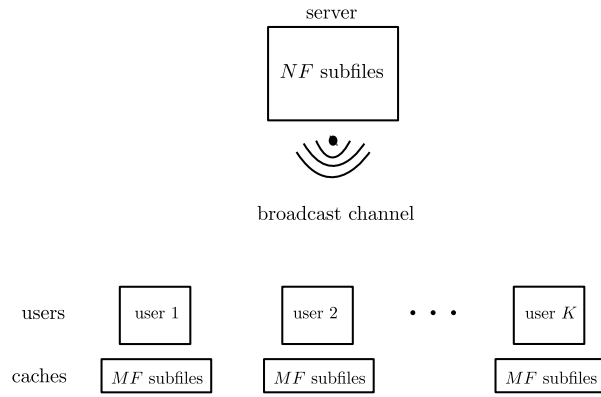 server
NF subfiles
broadcast channel
users
user 1
user 2
user K
caches
MF subfiles
MF subfiles
MF subfiles